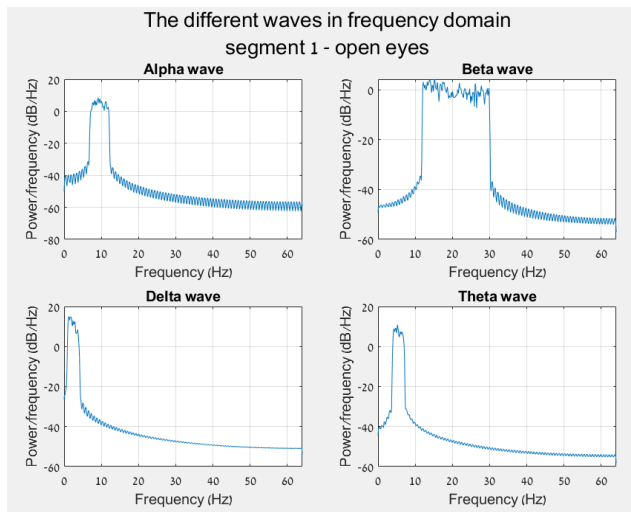 The different waves in frequency domain
segment 1 - open eyes
Alpha wave
Power/frequency (dB/Hz)
20
0
-20
-40
-60
-80
0 10 20 30 40 50 60
Frequency (Hz)
Beta wave
Power/frequency (dB/Hz)
0
-20
-40
-60
0 10 20 30 40 50 60
Frequency (Hz)
Delta wave
Power/frequency (dB/Hz)
20
0
-20
-40
-60
0 10 20 30 40 50 60
Frequency (Hz)
Theta wave
Power/frequency (dB/Hz)
20
0
-20
-40
-60
0 10 20 30 40 50 60
Frequency (Hz)